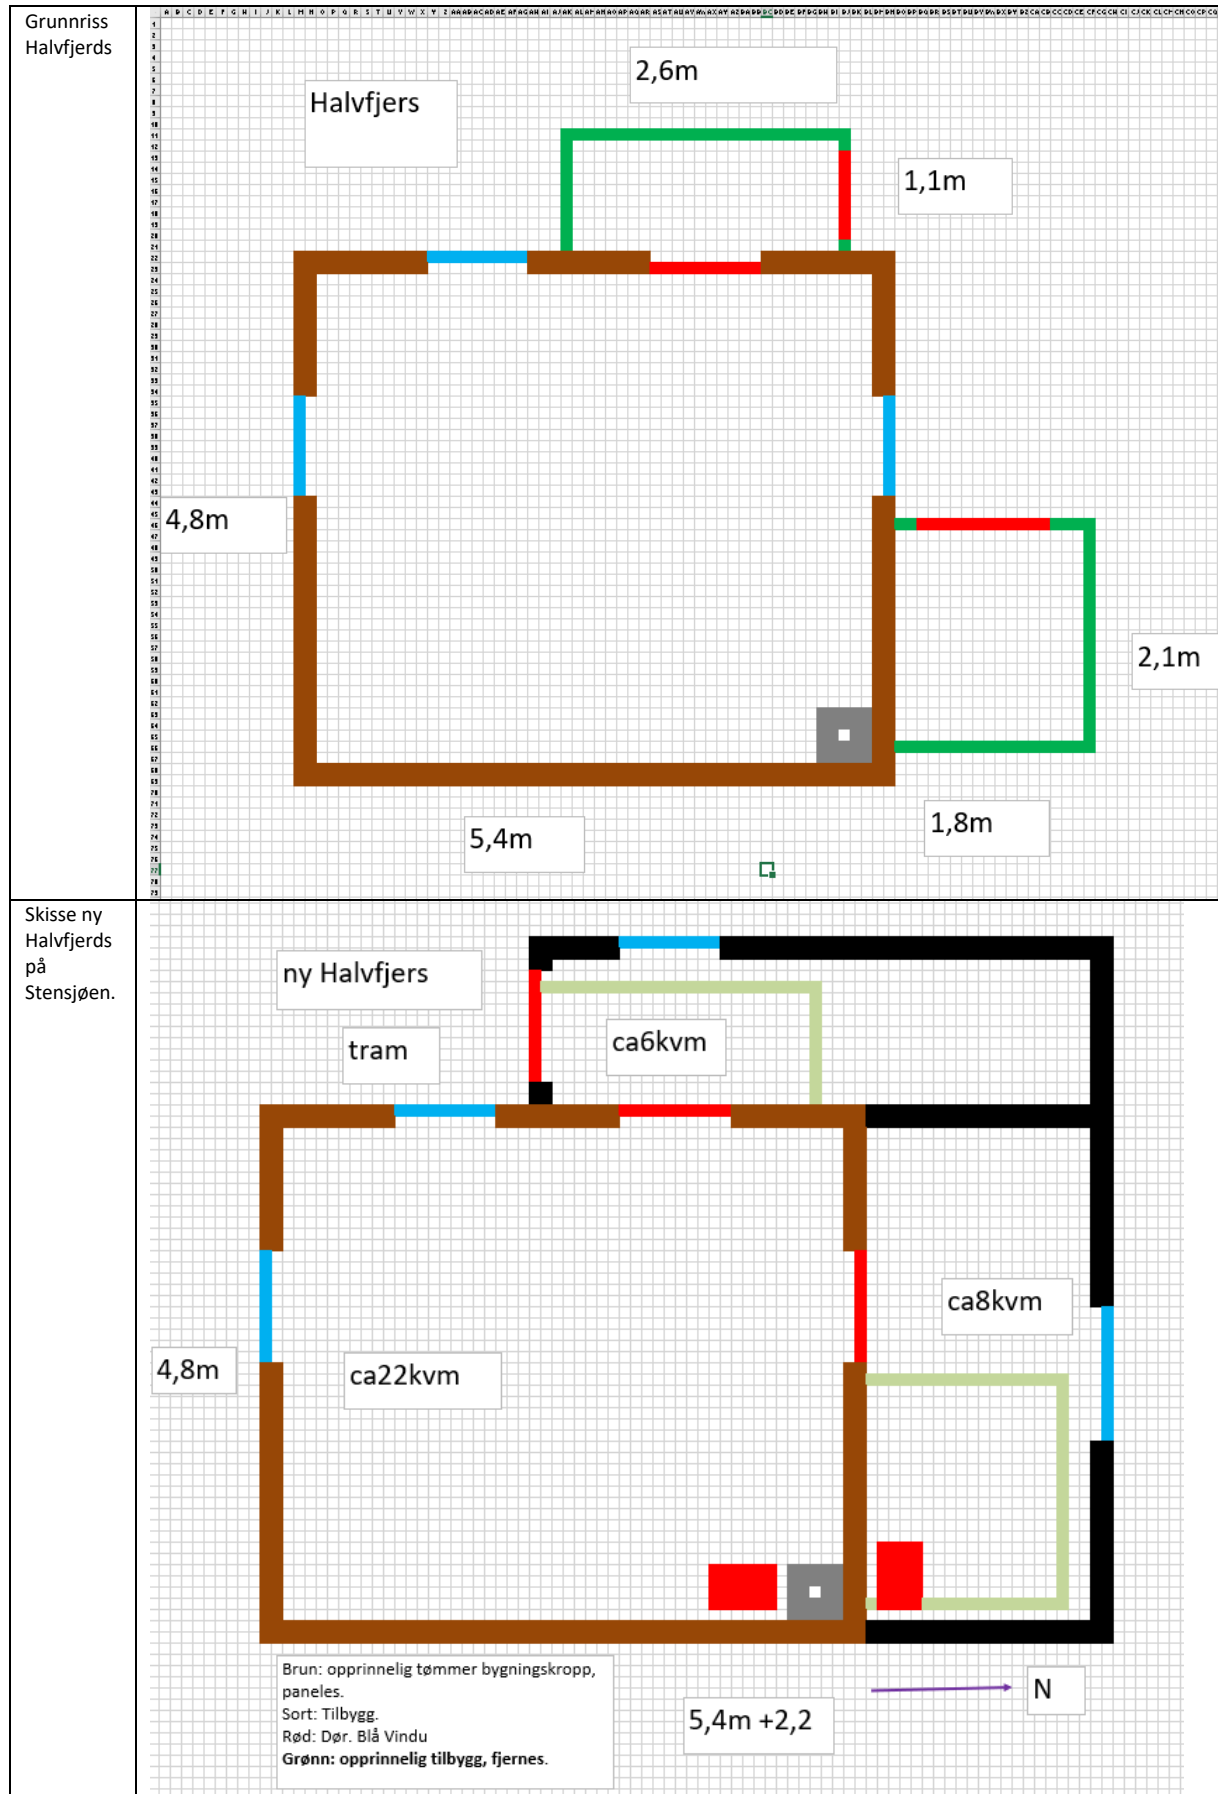 Grunnriss
Halvfjerds
Halvfjers
2,6m
1,1m
4,8m
2,1m
5,4m
1,8m
Skisse ny
Halvfjerds
på
Stensjøen.
ny Halvfjers
tram
ca6kvm
ca8kvm
4,8m
ca22kvm
Brun: opprinnelig tømmer bygningskropp,
paneles.
Sort: Tilbygg.
Rød: Dør. Blå Vindu
Grønn: opprinnelig tilbygg, fjernes.
5,4m +2,2
N